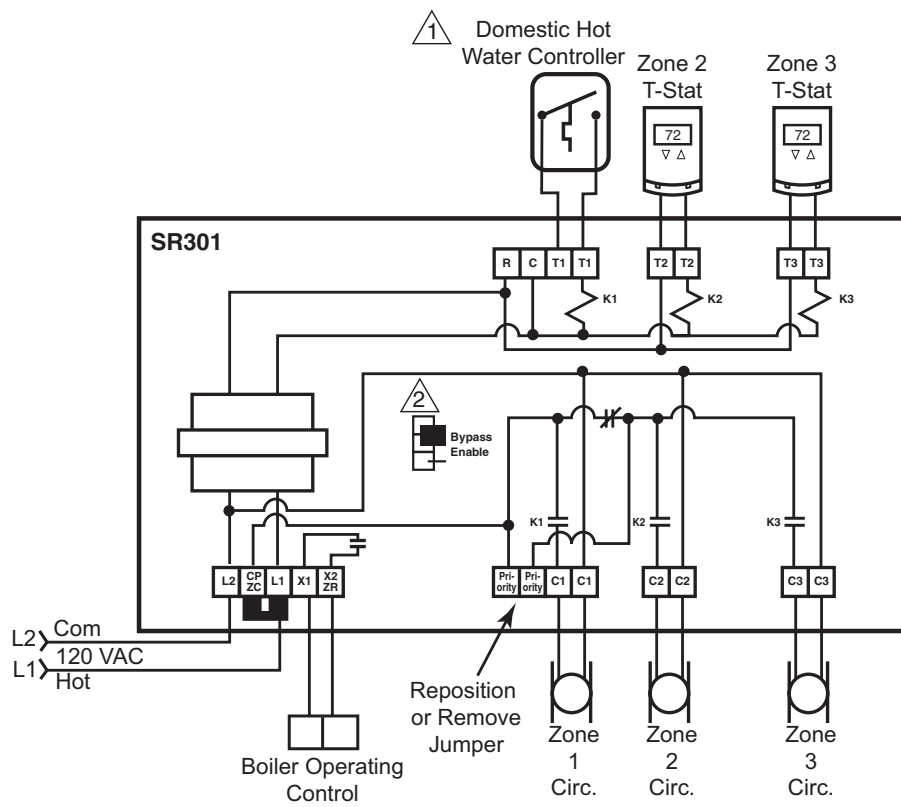 1
Domestic Hot
Water Controller
Zone 2
T-Stat
Zone 3
T-Stat
72
72
SR301
R C T1 T1 T2 T2 T3 T3
K1 K2 K3
2
Bypass
Enable
K1 K2 K3
L2 CP ZC L1 X1 X2 ZR
Pri-
ority
Pri-
ority
C1 C1 C2 C2 C3 C3
L2 Com
L1 120 VAC
Hot
Reposition
or Remove
Jumper
Boiler Operating
Control
Zone
1
Circ.
Zone
2
Circ.
Zone
3
Circ.